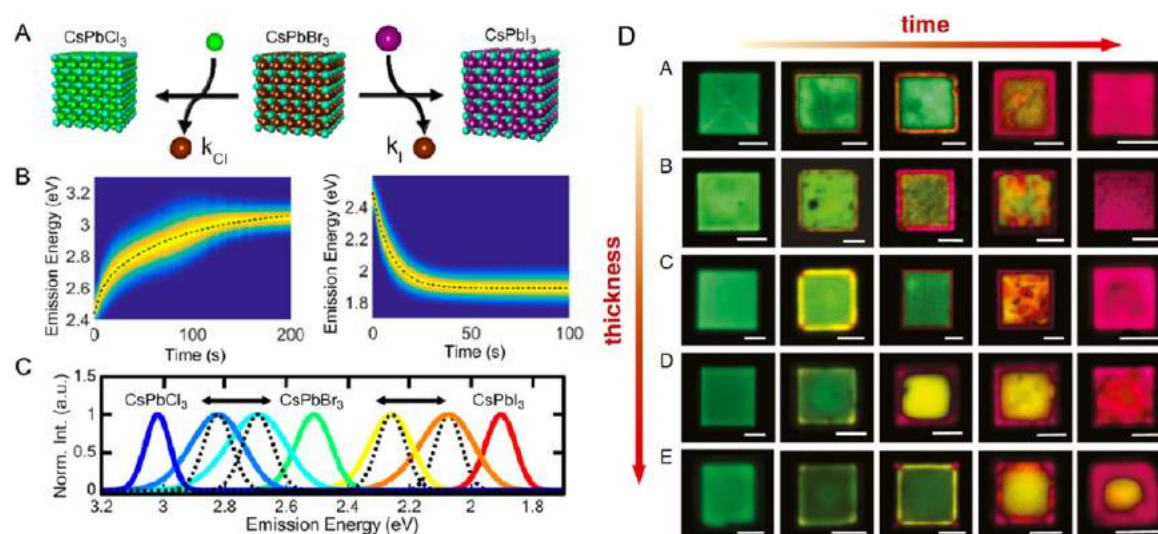 A
CsPbCl3
CsPbBr3
CsPbI3
kCl
kI
B
Emission Energy (eV)
3.2
3.0
2.8
2.6
2.4
0
100
200
Time (s)
Emission Energy (eV)
2.4
2.2
2
1.8
0
50
100
Time (s)
C
Norm. Int. (a.u.)
1.5
1
0.5
0
CsPbCl3
CsPbBr3
CsPbI3
3.2
3
2.8
2.6
2.4
2.2
2
1.8
Emission Energy (eV)
D
time
thickness
A
B
C
D
E